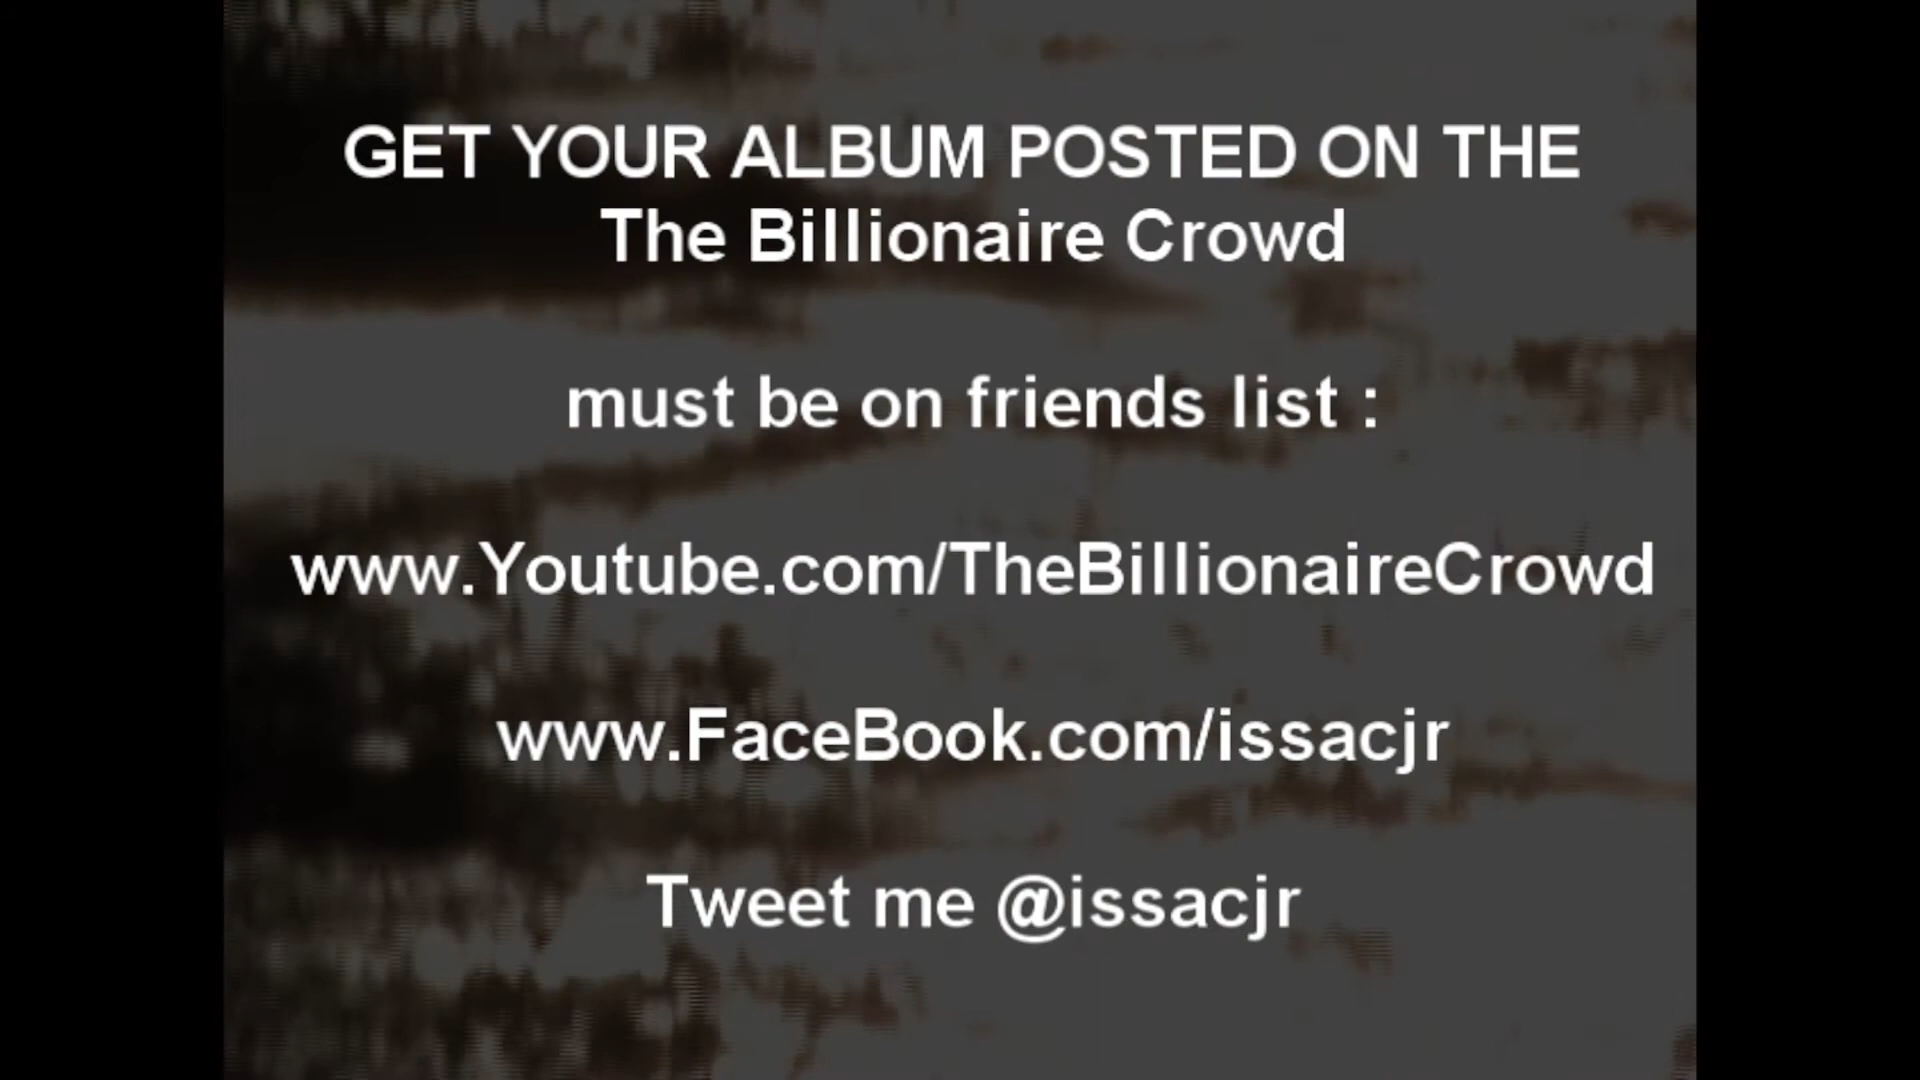 GET YOUR ALBUM POSTED ON THE
The Billionaire Crowd
must be on friends list :
www.Youtube.com/TheBillionaireCrowd
www.FaceBook.com/issacjr
Tweet me @issacjr